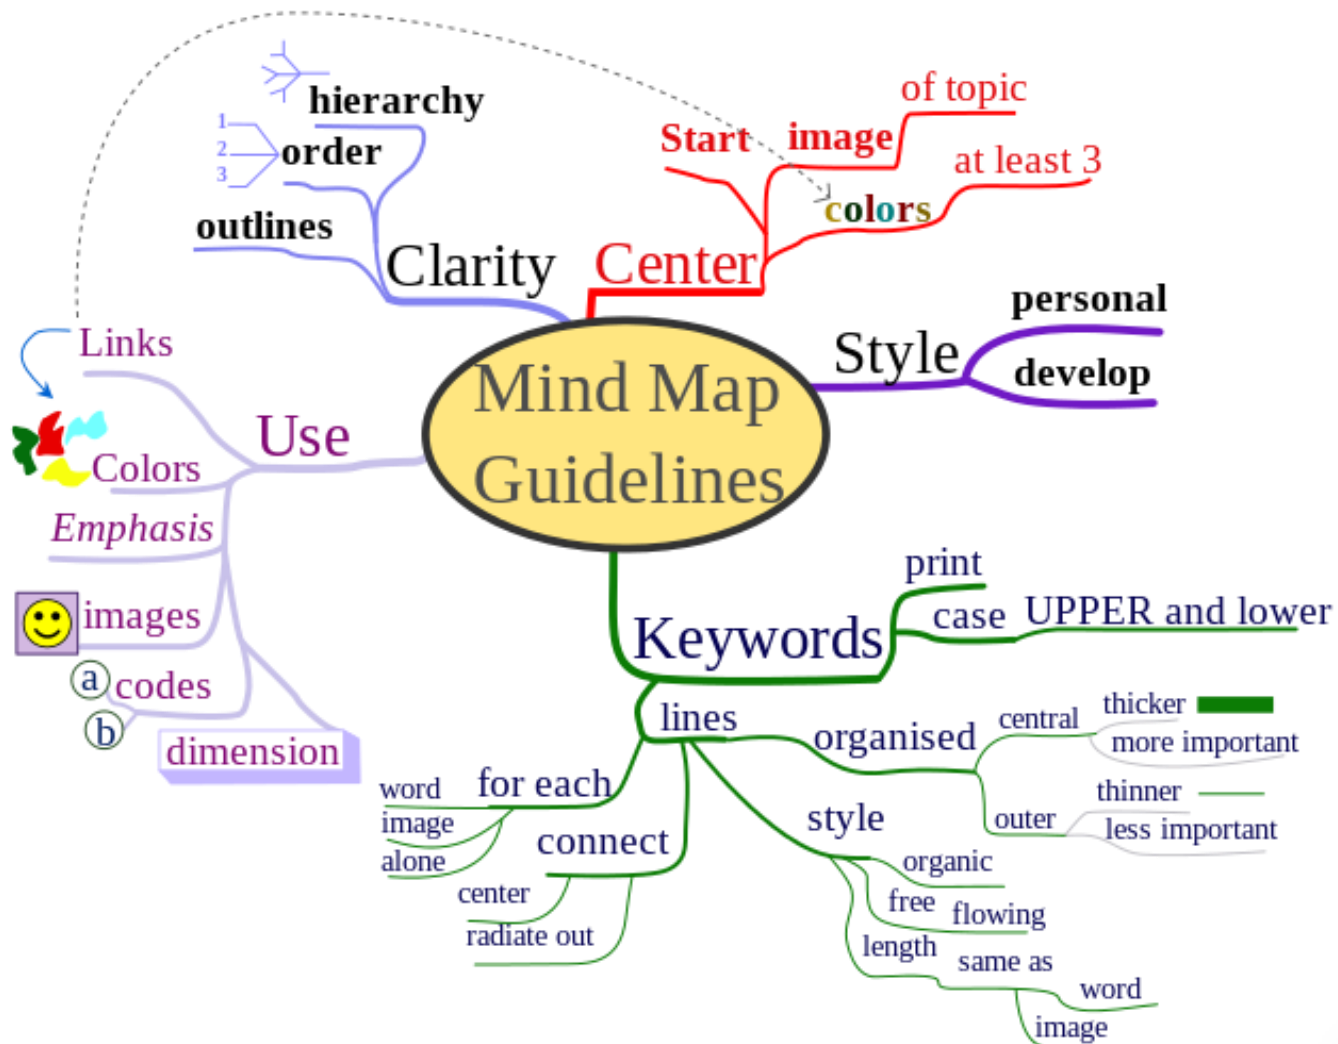 Mind Map
Guidelines
Center
Start
image
of topic
colors
at least 3
Style
personal
develop
Keywords
print
case
UPPER and lower
lines
organised
central
thicker
more important
outer
thinner
less important
style
organic
free
flowing
length
same as
word
image
connect
center
radiate out
for each
word
image
alone
Use
Links
Colors
Emphasis
images
codes
a
b
dimension
Clarity
hierarchy
order
1
2
3
outlines